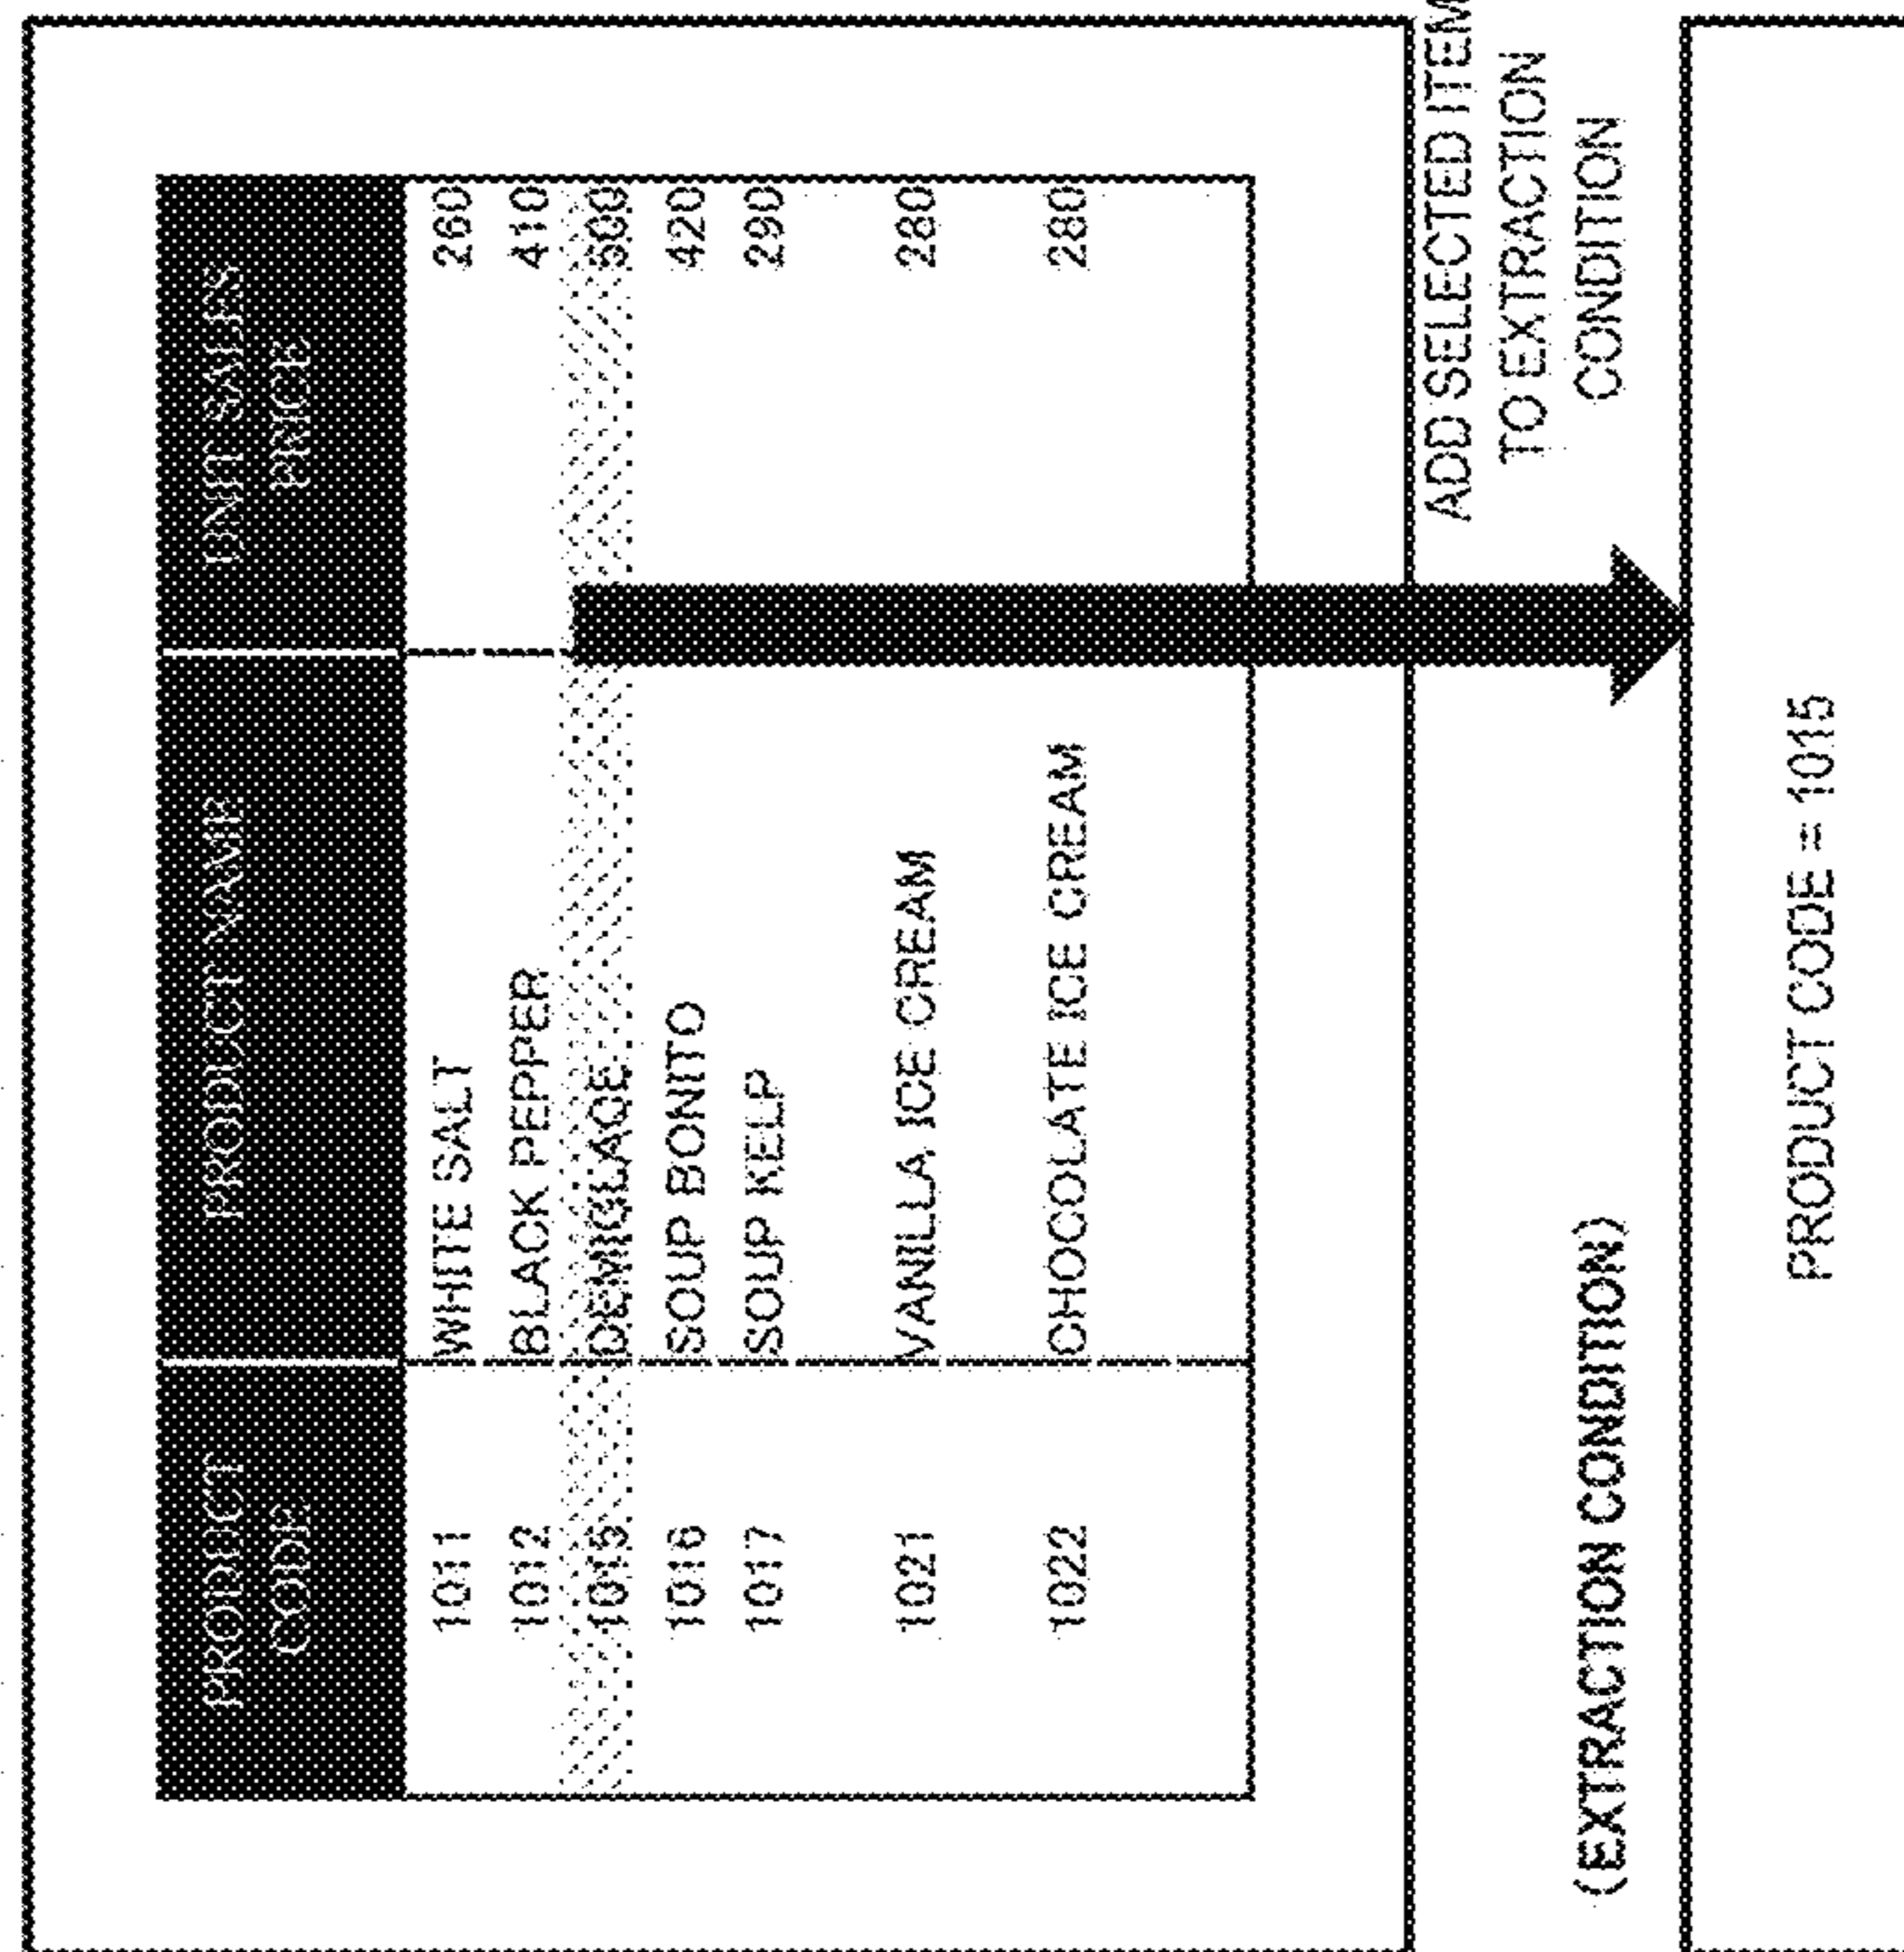 PRODUCT CODE PRODUCT NAME UNIT SALES PRICE
1011 WHITE SALT 260
1012 BLACK PEPPER 410
1015 DEMIGLACE 500
1016 SOUP BONITO 420
1017 SOUP KELP 290
1021 VANILLA ICE CREAM 280
1022 CHOCOLATE ICE CREAM 280
ADD SELECTED ITEM
TO EXTRACTION
CONDITION
(EXTRACTION CONDITION)
PRODUCT CODE = 1015